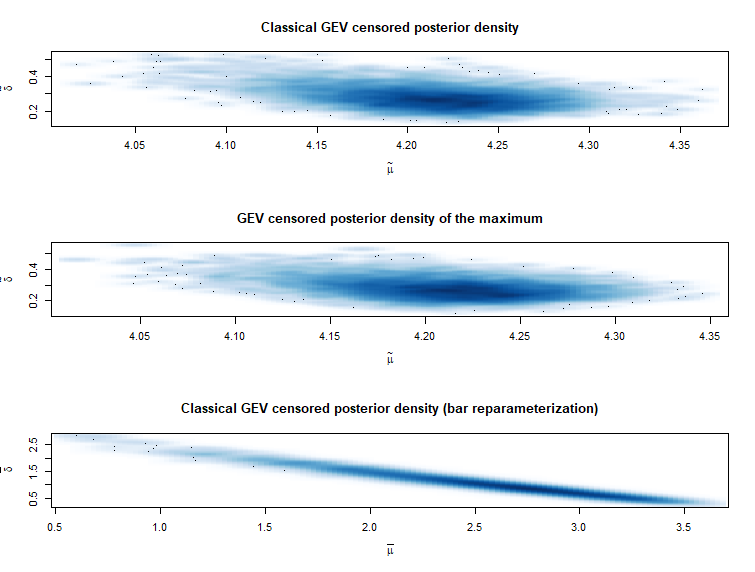 Classical GEV censored posterior density
δ
0.4
0.2
4.05 4.10 4.15 4.20 4.25 4.30 4.35
μ̃
GEV censored posterior density of the maximum
δ
0.4
0.2
4.05 4.10 4.15 4.20 4.25 4.30 4.35
μ̃
Classical GEV censored posterior density (bar reparameterization)
δ
2.5
1.5
0.5
0.5 1.0 1.5 2.0 2.5 3.0 3.5
μ̅